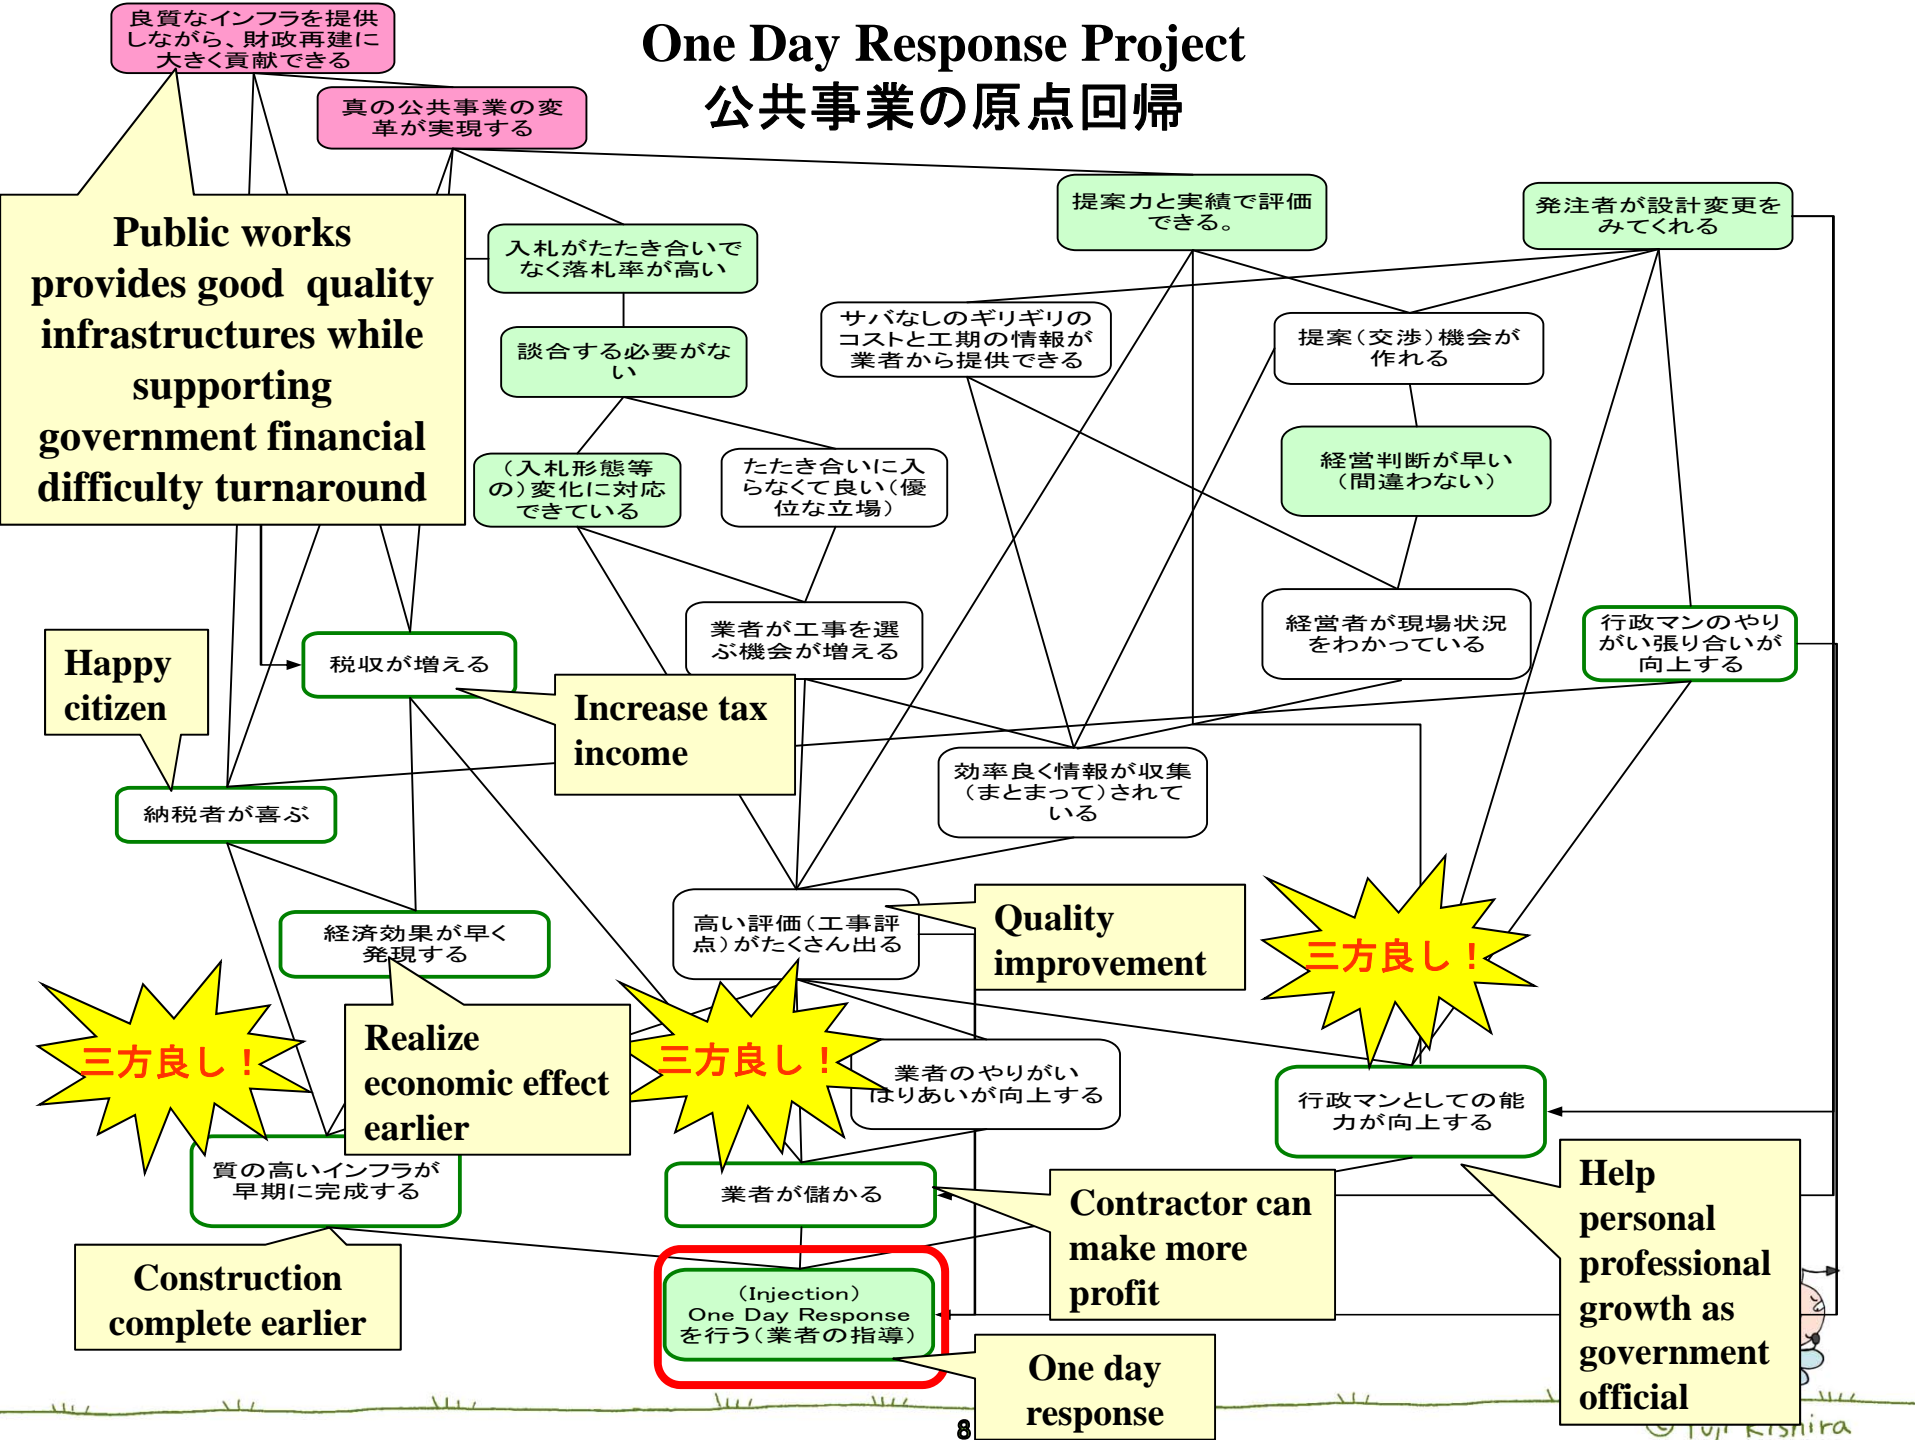 良質なインフラを提供
しながら、財政再建に
大きく貢献できる
One Day Response Project
公共事業の原点回帰
真の公共事業の変
革が実現する
Public works
provides good quality
infrastructures while
supporting
government financial
difficulty turnaround
入札がたたき合いで
なく落札率が高い
提案力と実績で評価
できる。
発注者が設計変更を
みてくれる
談合する必要がな
い
サバなしのギリギリの
コストと工期の情報が
業者から提供できる
提案(交渉)機会が
作れる
(入札形態等
の)変化に対応
できている
たたき合いに入
らなくて良い(優
位な立場)
経営判断が早い
(間違わない)
Happy
citizen
税収が増える
業者が工事を選
ぶ機会が増える
経営者が現場状況
をわかっている
行政マンのやり
がい張り合いが
向上する
Increase tax
income
納税者が喜ぶ
効率良く情報が収集
(まとまって)されて
いる
経済効果が早く
発現する
高い評価(工事評
点)がたくさん出る
Quality
improvement
三方良し!
三方良し!
三方良し!
Realize
economic effect
earlier
業者のやりがい
はりあいが向上する
行政マンとしての能
力が向上する
質の高いインフラが
早期に完成する
業者が儲かる
Contractor can
make more
profit
Help
personal
professional
growth as
government
official
Construction
complete earlier
(Injection)
One Day Response
を行う(業者の指導)
One day
response
8
© Yuji Kishira